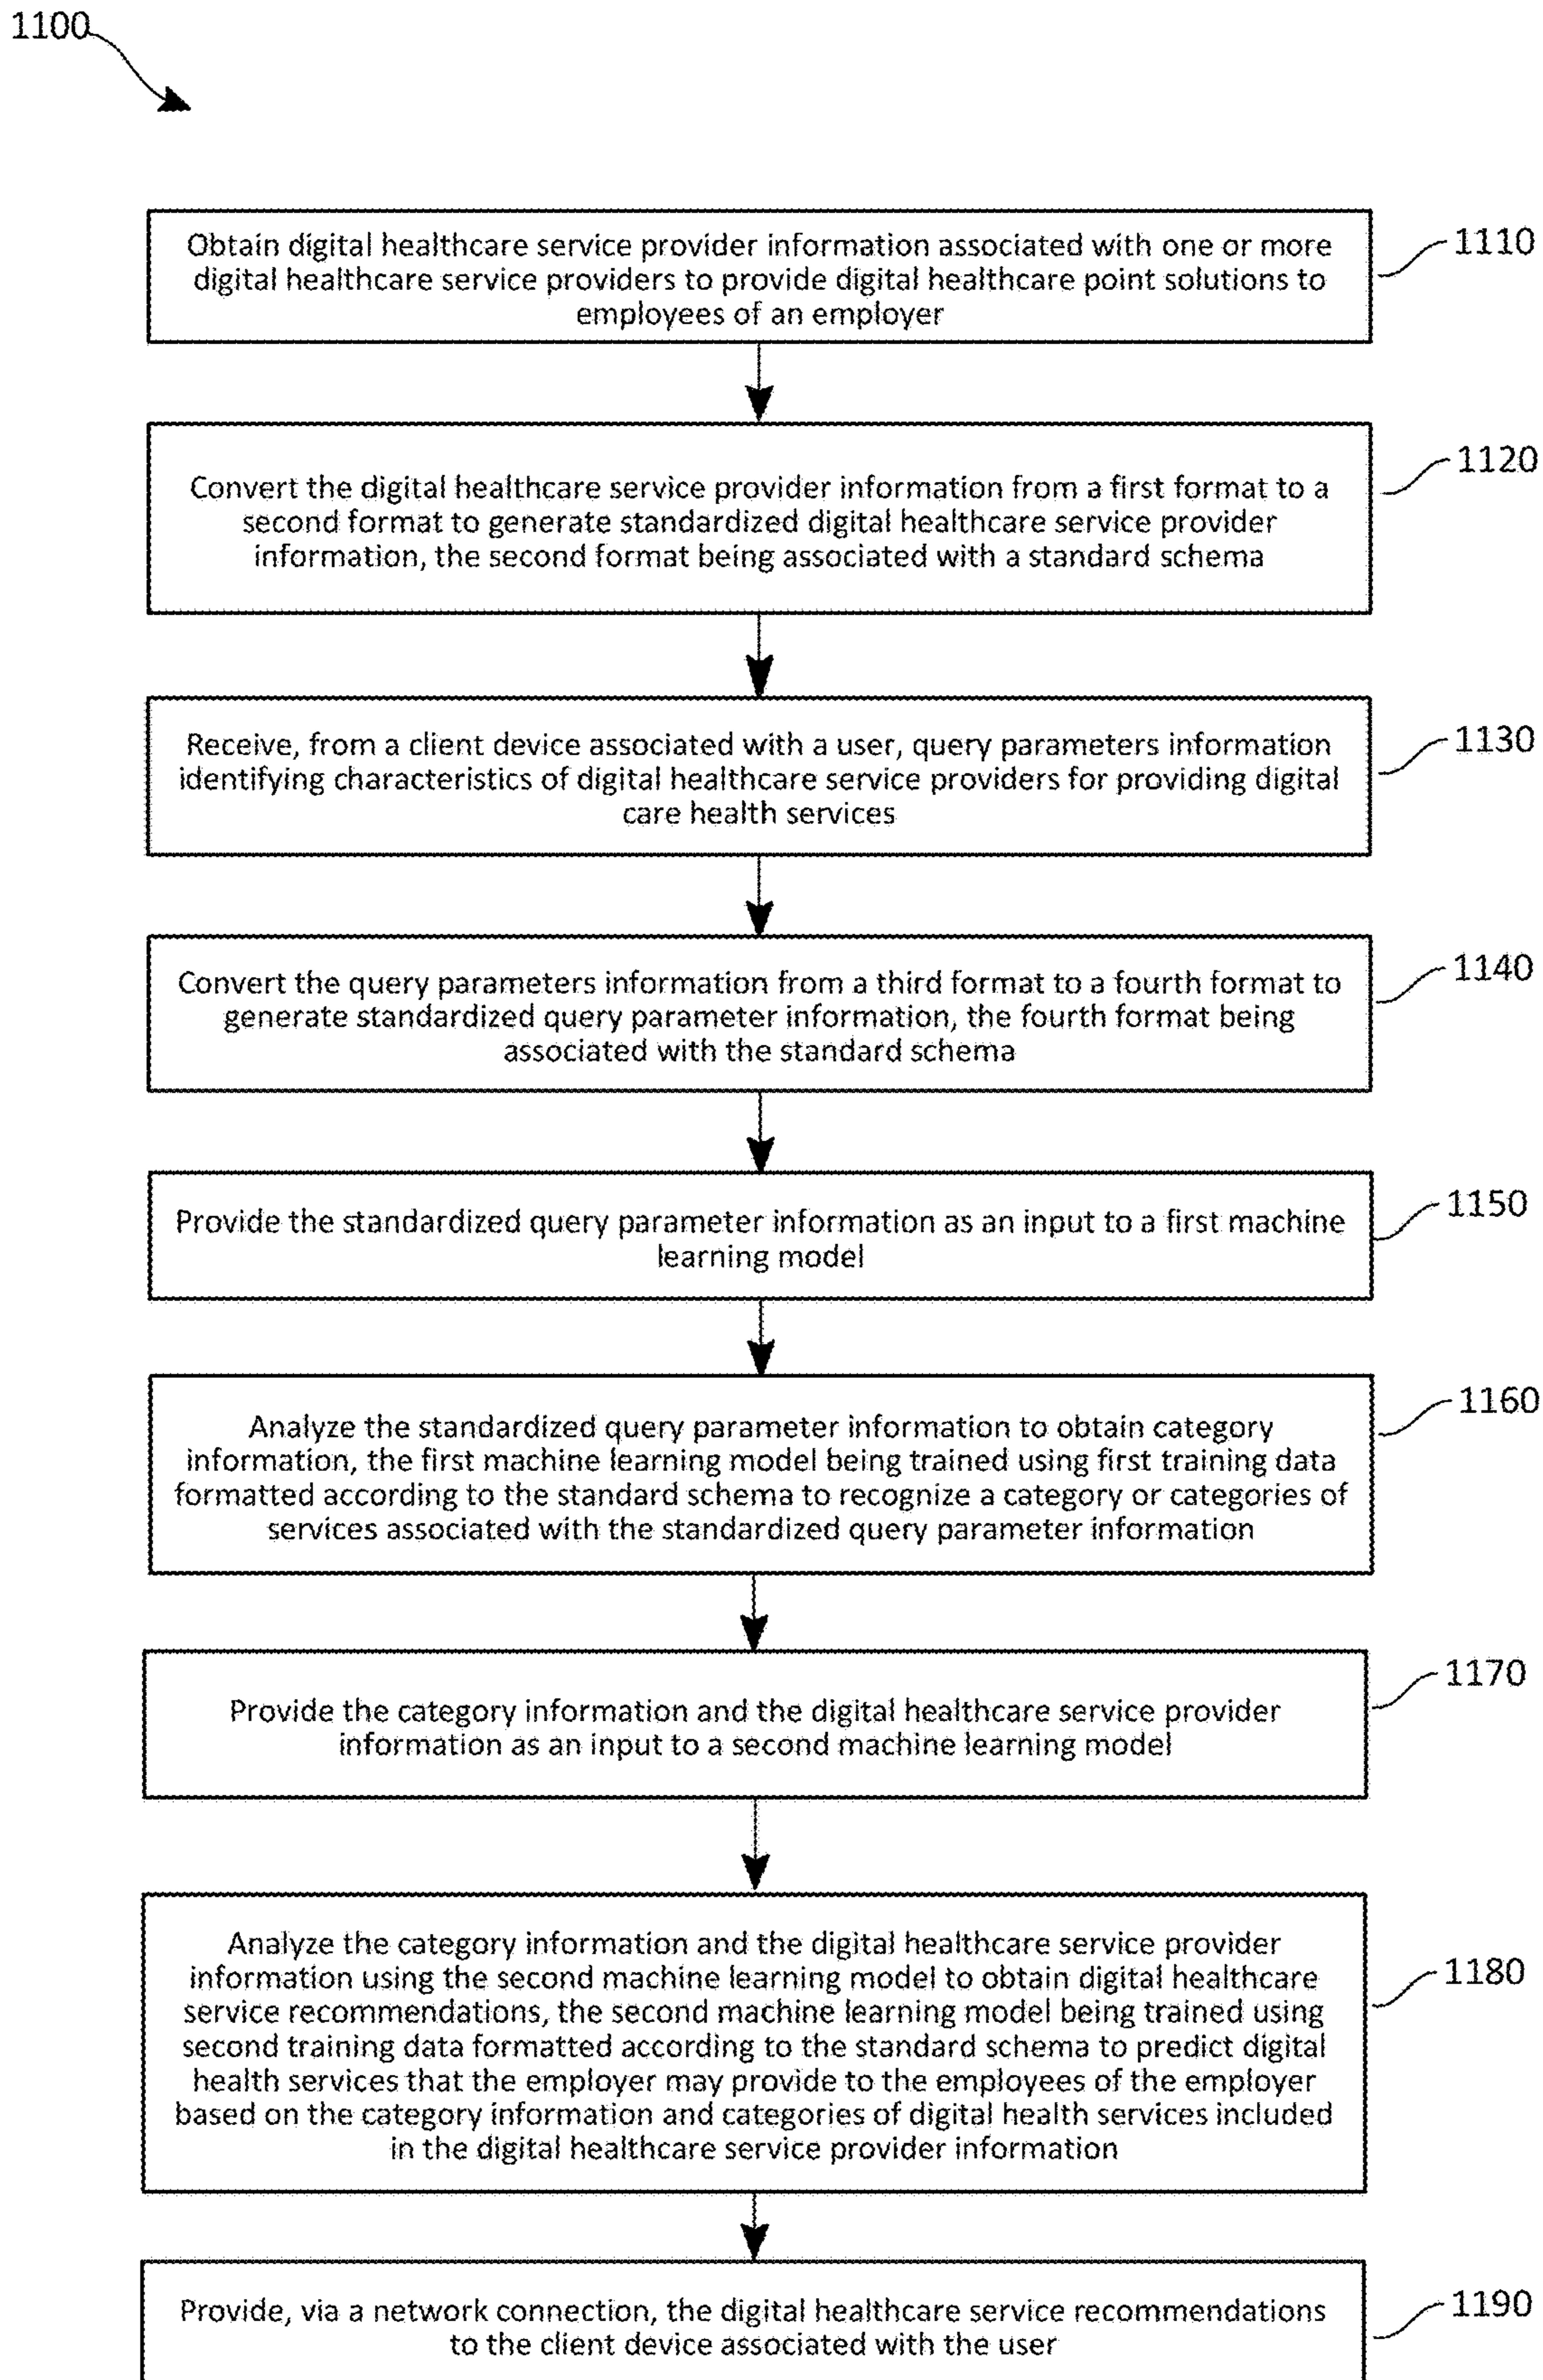 1100
Obtain digital healthcare service provider information associated with one or more
digital healthcare service providers to provide digital healthcare point solutions to
employees of an employer
1110
Convert the digital healthcare service provider information from a first format to a
second format to generate standardized digital healthcare service provider
information, the second format being associated with a standard schema
1120
Receive, from a client device associated with a user, query parameters information
identifying characteristics of digital healthcare service providers for providing digital
care health services
1130
Convert the query parameters information from a third format to a fourth format to
generate standardized query parameter information, the fourth format being
associated with the standard schema
1140
Provide the standardized query parameter information as an input to a first machine
learning model
1150
Analyze the standardized query parameter information to obtain category
information, the first machine learning model being trained using first training data
formatted according to the standard schema to recognize a category or categories of
services associated with the standardized query parameter information
1160
Provide the category information and the digital healthcare service provider
information as an input to a second machine learning model
1170
Analyze the category information and the digital healthcare service provider
information using the second machine learning model to obtain digital healthcare
service recommendations, the second machine learning model being trained using
second training data formatted according to the standard schema to predict digital
health services that the employer may provide to the employees of the employer
based on the category information and categories of digital health services included
in the digital healthcare service provider information
1180
Provide, via a network connection, the digital healthcare service recommendations
to the client device associated with the user
1190